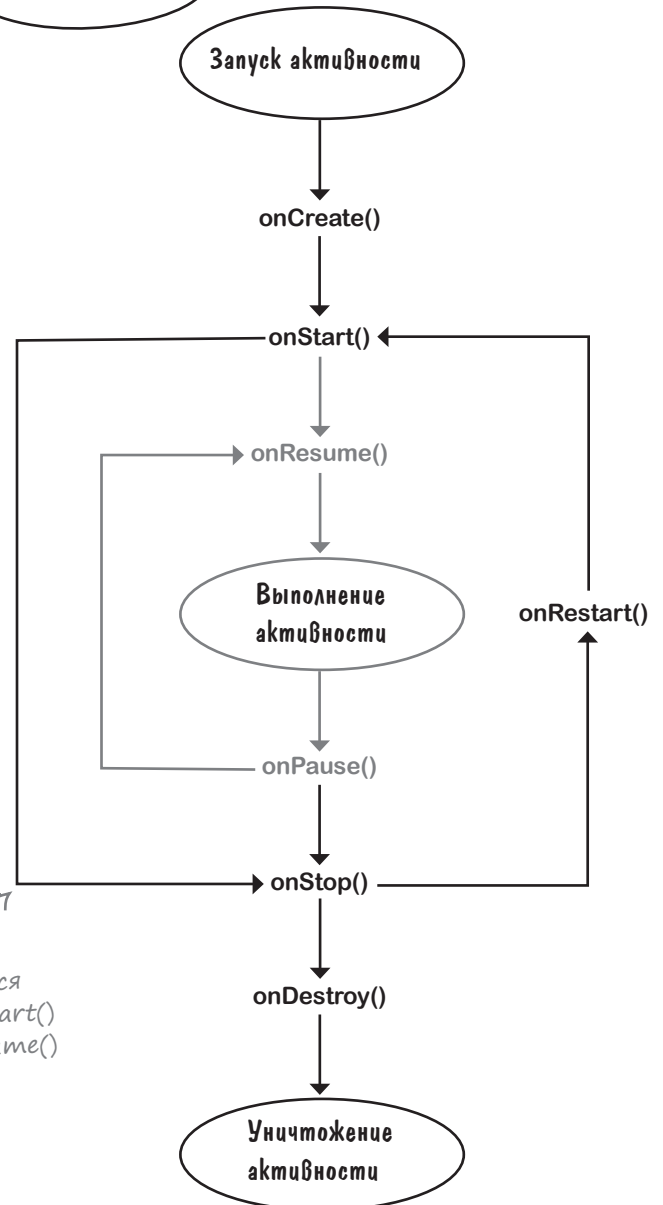 Запуск активности
onCreate()
onStart()
onResume()
Выполнение
активности
onRestart()
onPause()
onStop()
onDestroy()
Уничтожение
активности